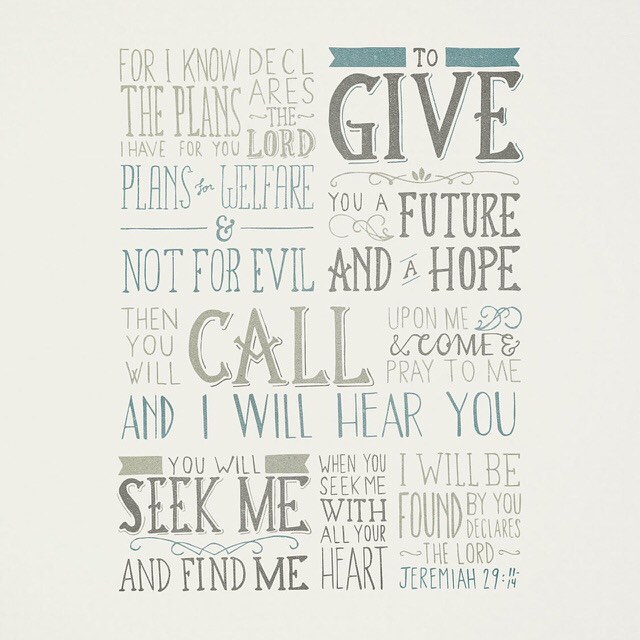 FOR I KNOW
THE PLANS
I HAVE FOR YOU
DECL
ARES
~THE~
LORD
PLANS for WELFARE
&
NOT FOR EVIL
TO
GIVE
YOU A FUTURE
AND A HOPE
THEN
YOU
WILL
CALL
UPON ME
& COME &
PRAY TO ME
AND I WILL HEAR YOU
YOU WILL
SEEK ME
AND FIND ME
WHEN YOU
SEEK ME
WITH
ALL YOUR
HEART
I WILL BE
FOUND BY YOU
DECLARES
~ THE LORD ~
JEREMIAH 29:11-14